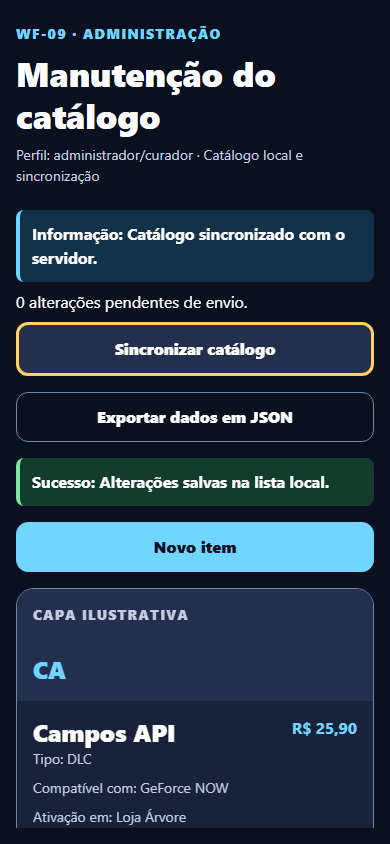 WF-09 · ADMINISTRAÇÃO
Manutenção do
catálogo
Perfil: administrador/curador · Catálogo local e
sincronização
Informação: Catálogo sincronizado com o
servidor.
0 alterações pendentes de envio.
Sincronizar catálogo
Exportar dados em JSON
Sucesso: Alterações salvas na lista local.
Novo item
CAPA ILUSTRATIVA
CA
Campos API
R$ 25,90
Tipo: DLC
Compatível com: GeForce NOW
Ativação em: Loja Árvore